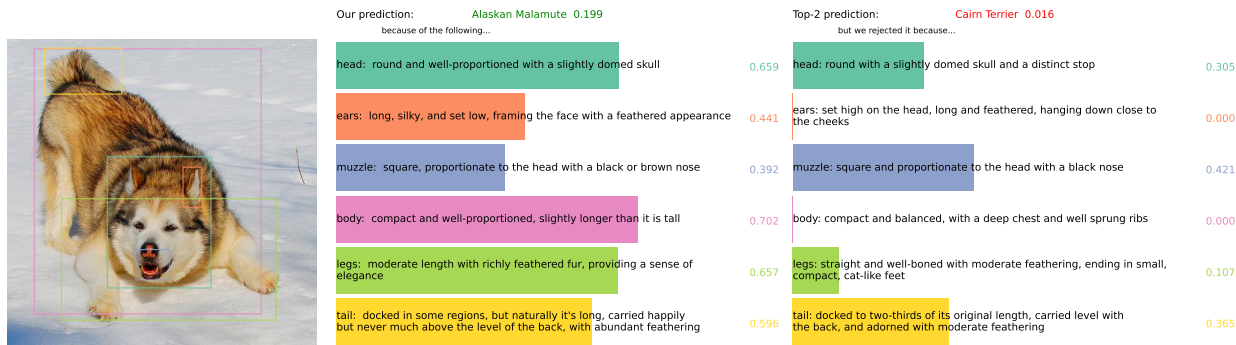 Our prediction: Alaskan Malamute 0.199
because of the following...
head: round and well-proportioned with a slightly domed skull 0.659
ears: long, silky, and set low, framing the face with a feathered appearance 0.441
muzzle: square, proportionate to the head with a black or brown nose 0.392
body: compact and well-proportioned, slightly longer than it is tall 0.702
legs: moderate length with richly feathered fur, providing a sense of
elegance 0.657
tail: docked in some regions, but naturally it's long, carried happily
but never much above the level of the back, with abundant feathering 0.596
Top-2 prediction: Cairn Terrier 0.016
but we rejected it because...
head: round with a slightly domed skull and a distinct stop 0.305
ears: set high on the head, long and feathered, hanging down close to
the cheeks 0.000
muzzle: square and proportionate to the head with a black nose 0.421
body: compact and balanced, with a deep chest and well sprung ribs 0.000
legs: straight and well-boned with moderate feathering, ending in small,
compact, cat-like feet 0.107
tail: docked to two-thirds of its original length, carried level with
the back, and adorned with moderate feathering 0.365